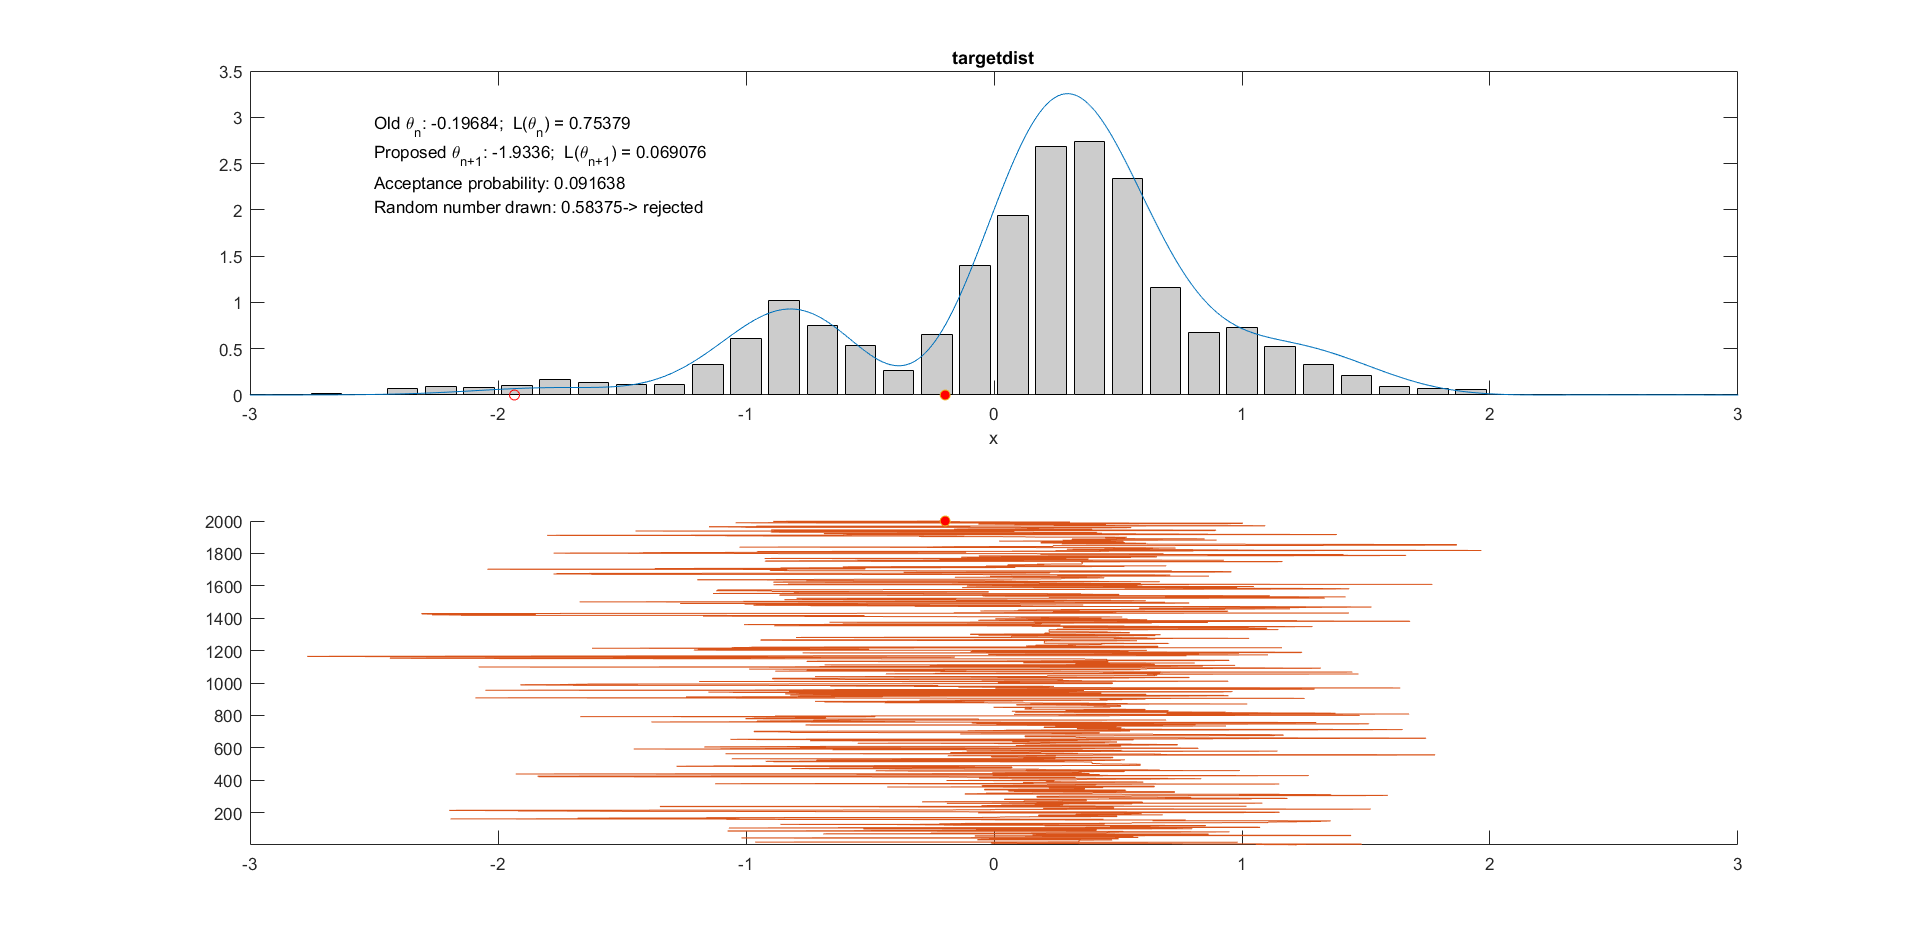 targetdist
3.5
3
2.5
2
1.5
1
0.5
0
Old θn: -0.19684; L(θn) = 0.75379
Proposed θn+1: -1.9336; L(θn+1) = 0.069076
Acceptance probability: 0.091638
Random number drawn: 0.58375-> rejected
-3 -2 -1 0 1 2 3
x
2000
1800
1600
1400
1200
1000
800
600
400
200
-3 -2 -1 0 1 2 3